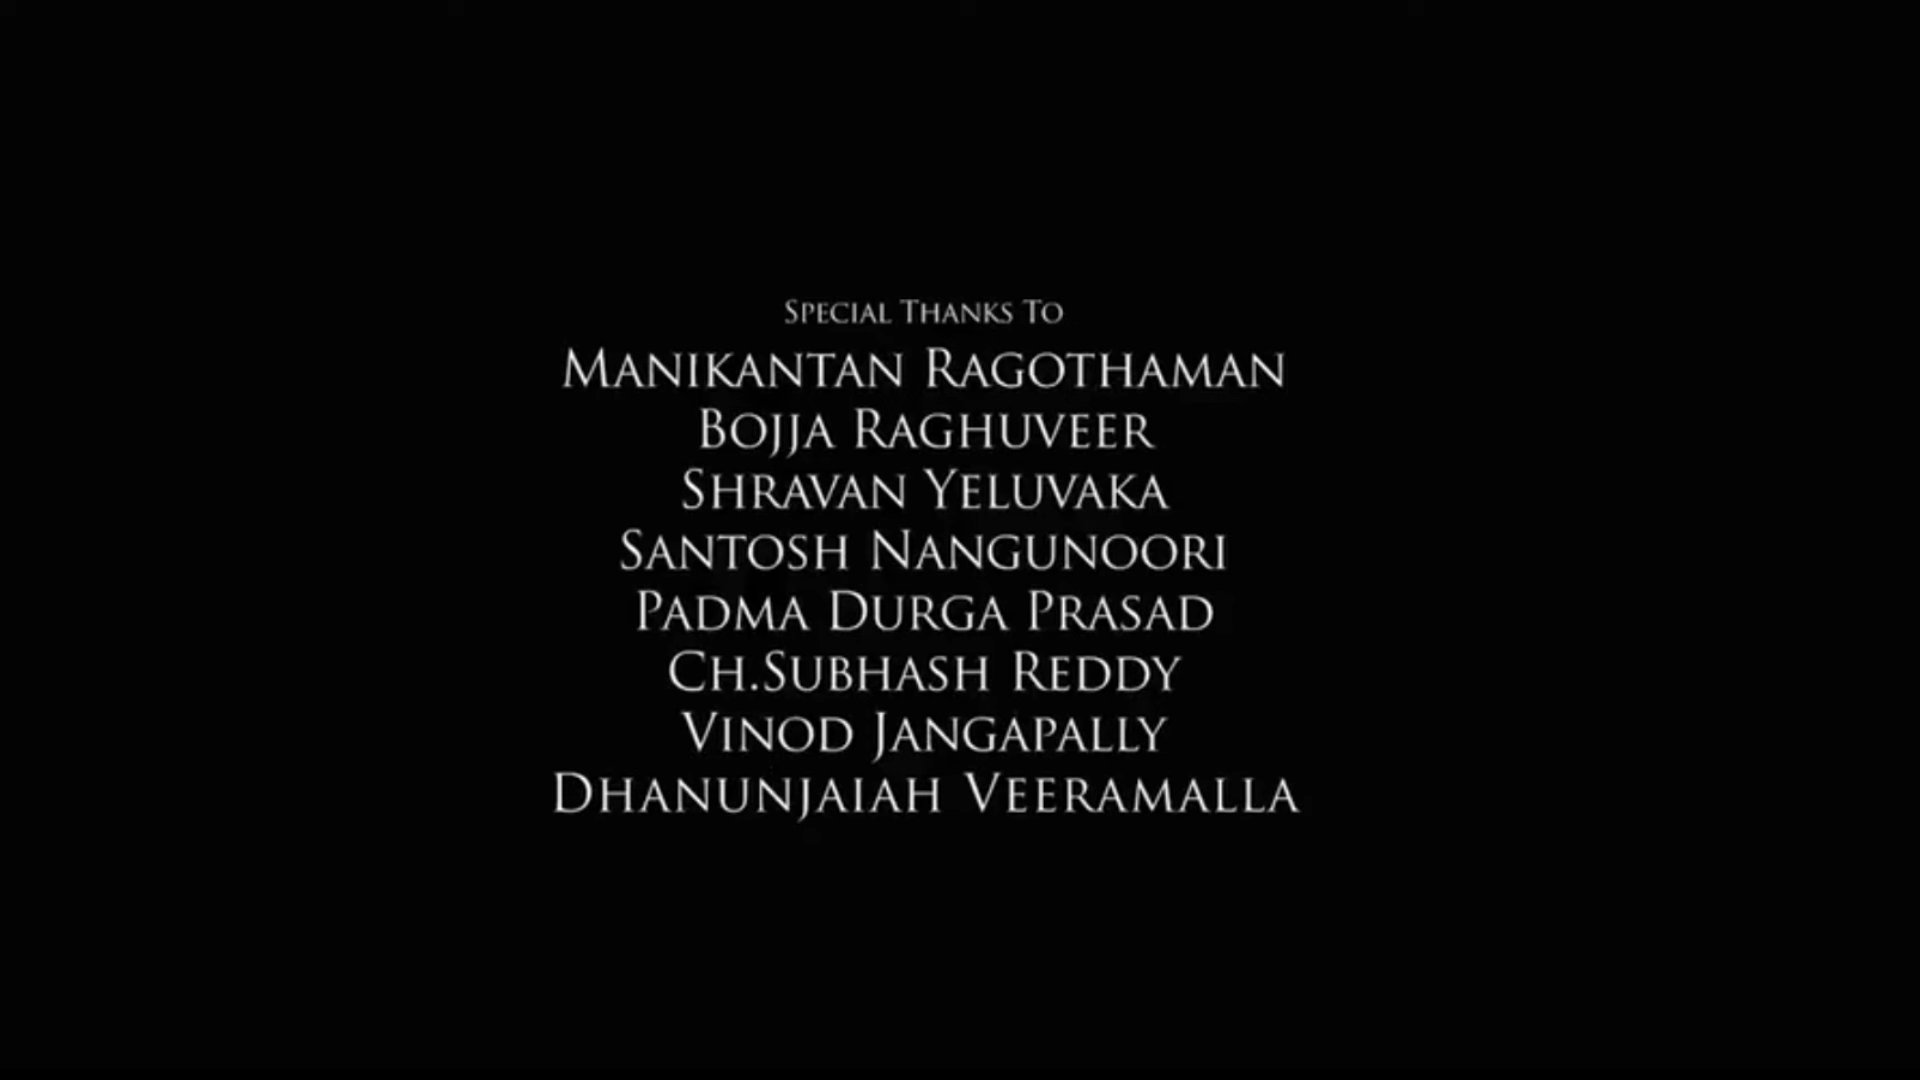 Special Thanks To
Manikantan Ragothaman
Bojja Raghuveer
Shravan Yeluvaka
Santosh Nangunoori
Padma Durga Prasad
Ch.Subhash Reddy
Vinod Jangapally
Dhanunjaiah Veeramalla